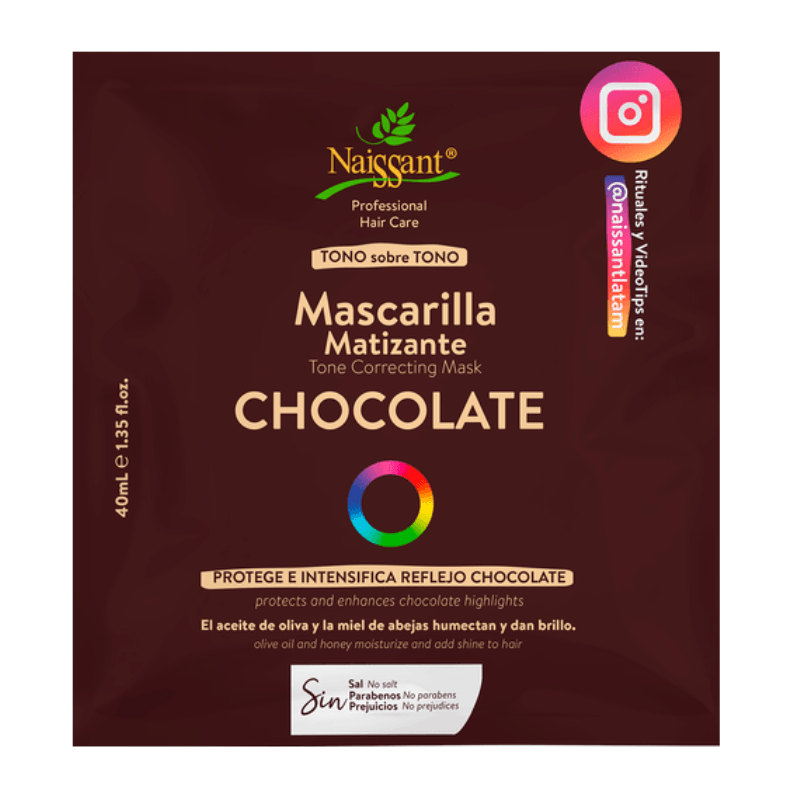 Naissant®
Professional
Hair Care
TONO sobre TONO
Mascarilla
Matizante
Tone Correcting Mask
CHOCOLATE
PROTEGE E INTENSIFICA REFLEJO CHOCOLATE
protects and enhances chocolate highlights
El aceite de oliva y la miel de abejas humectan y dan brillo.
olive oil and honey moisturize and add shine to hair
Sin
Sal No salt
Parabenos No parabens
Prejuicios No prejudices
40mL e 1.35 fl.oz.
Rituales y VideoTips en:
@naissantlatam